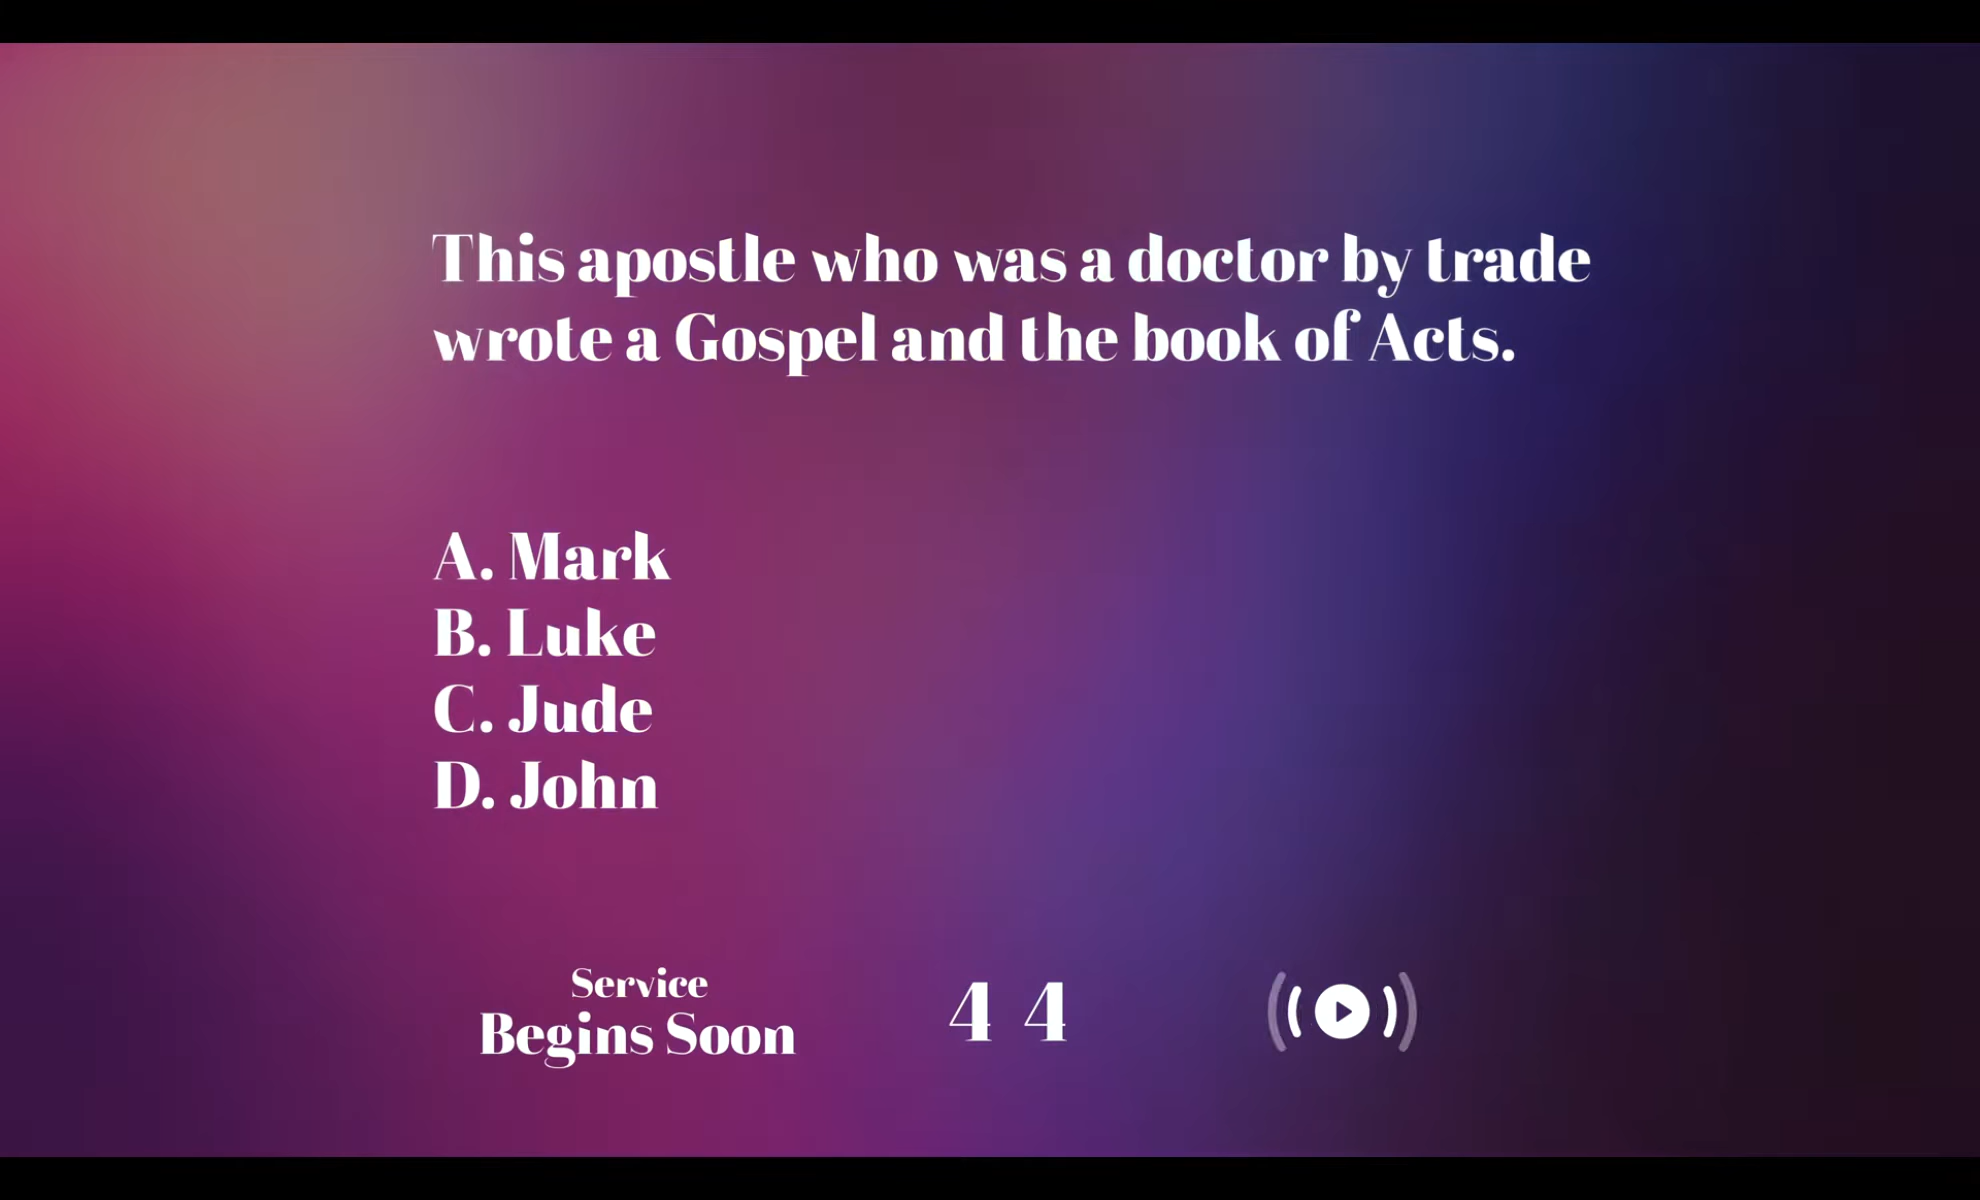 This apostle who was a doctor by trade
wrote a Gospel and the book of Acts.
A. Mark
B. Luke
C. Jude
D. John
Service
Begins Soon
4 4